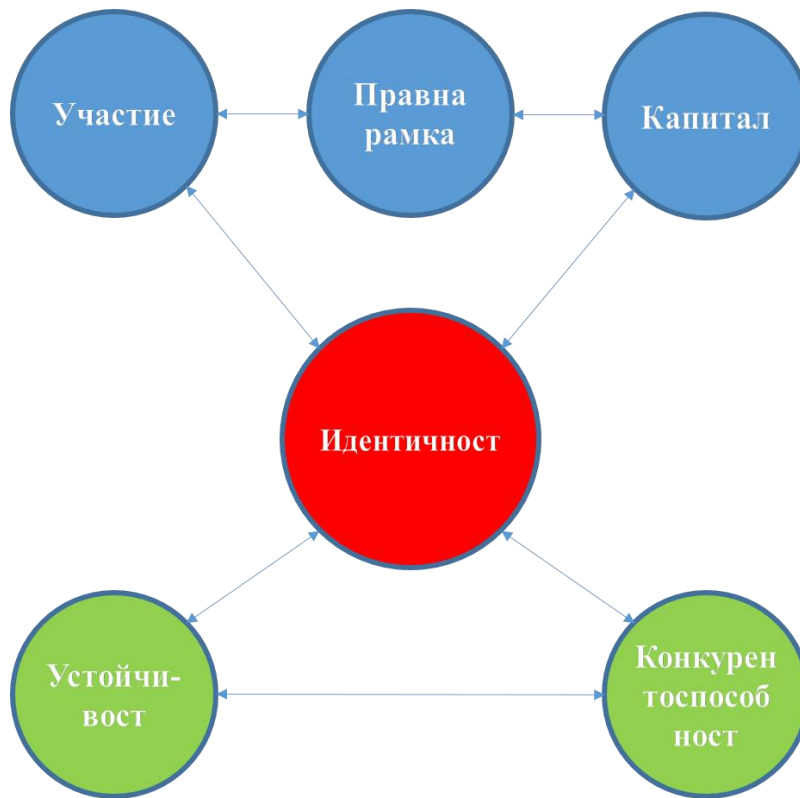 Участие
Правна
рамка
Капитал
Идентичност
Устойчи-
вост
Конкурен
тоспособ
ност